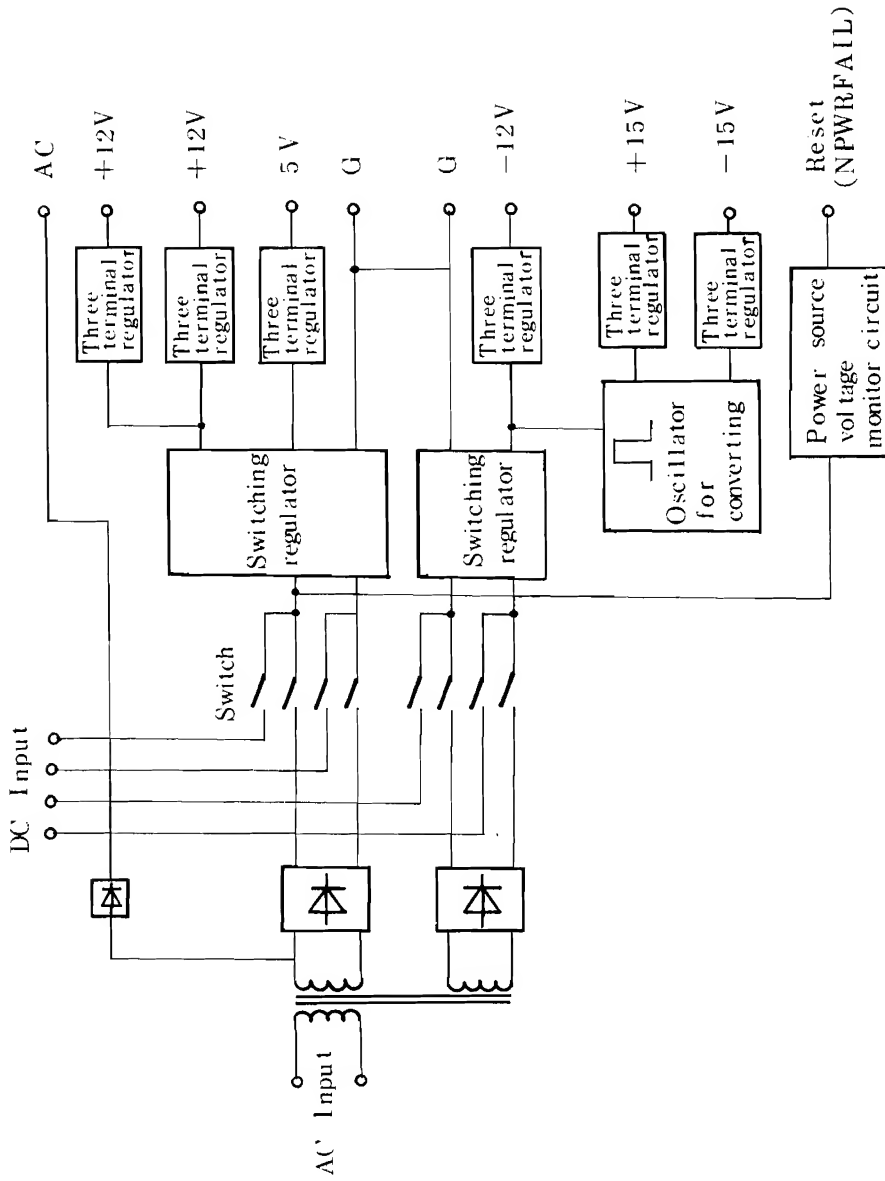 AC Input
DC Input
Switch
Switching
regulator
Switching
regulator
Three
terminal
regulator
Three
terminal
regulator
Three
terminal
regulator
Three
terminal
regulator
Oscillator
for
converting
Three
terminal
regulator
Three
terminal
regulator
Power source
voltage
monitor circuit
AC
+12V
+12V
5V
G
G
-12V
+15V
-15V
Reset
(NPWRFAIL)